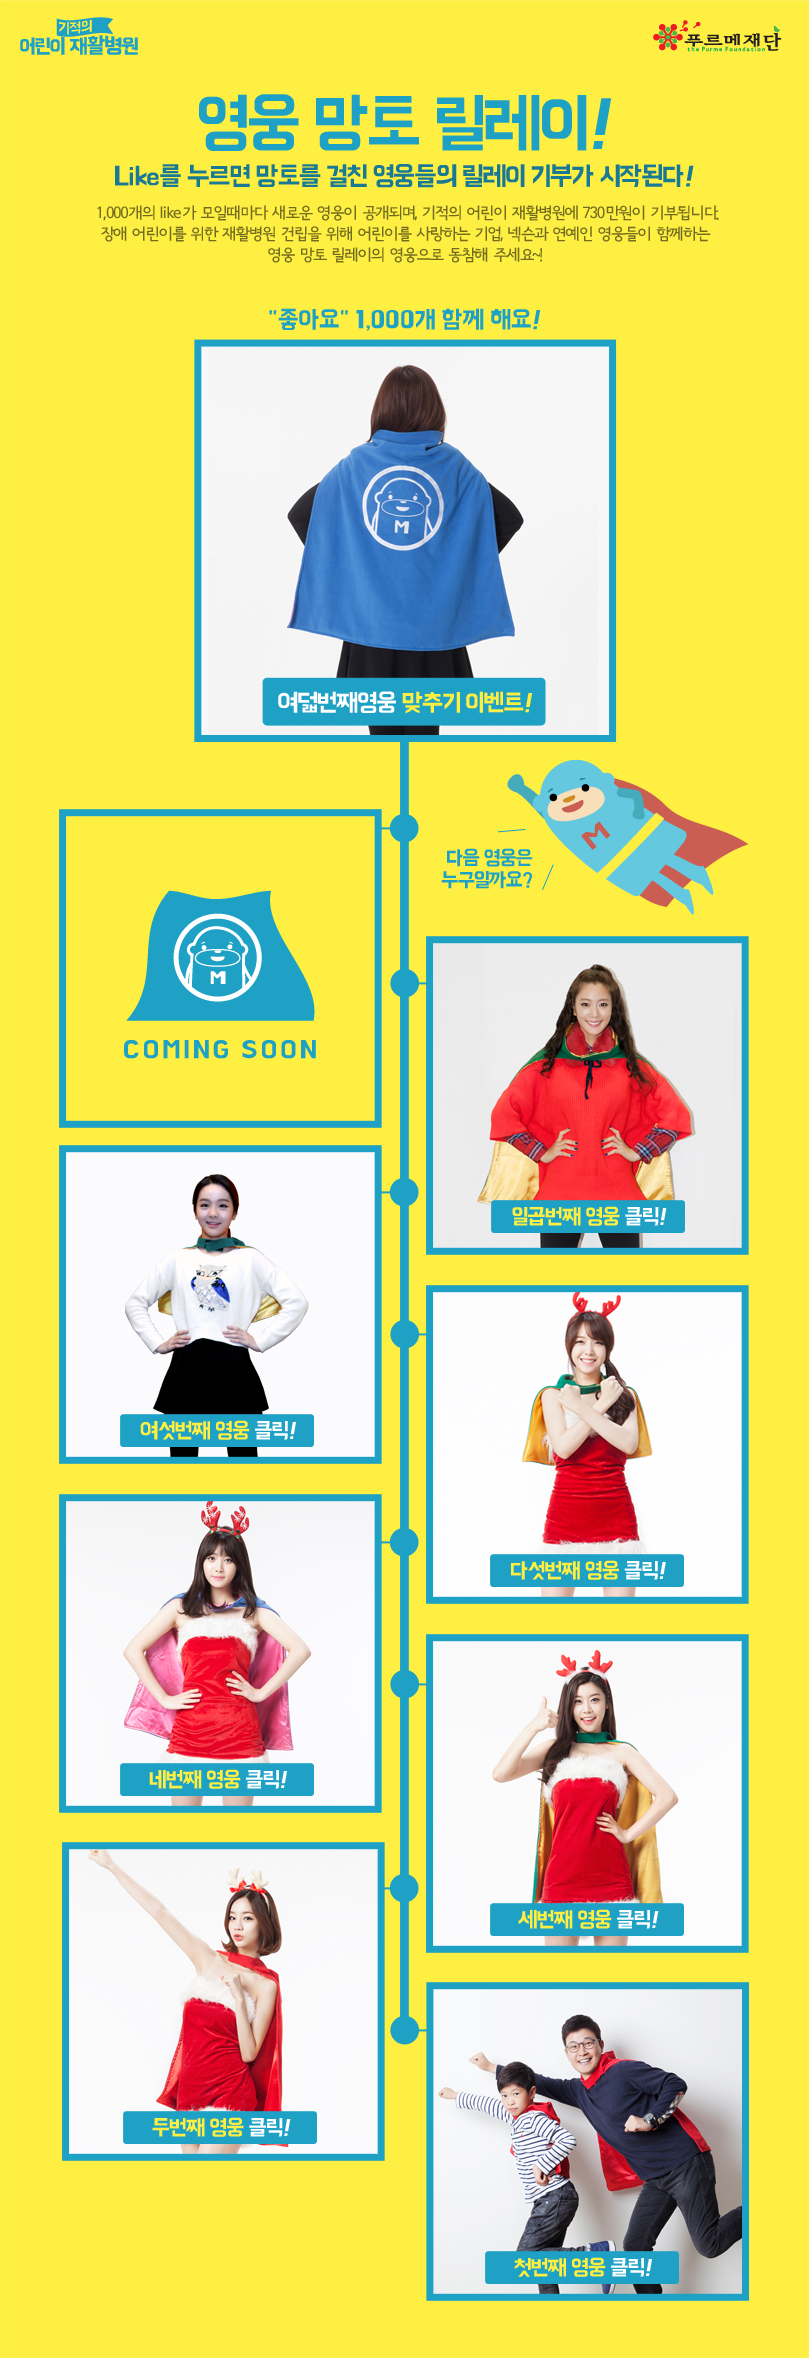 기적의
어린이 재활병원
푸르메재단
the Purme Foundation
영웅 망토 릴레이!
Like를 누르면 망토를 걸친 영웅들의 릴레이 기부가 시작된다!
1,000개의 like가 모일때마다 새로운 영웅이 공개되며, 기적의 어린이 재활병원에 730만원이 기부됩니다.
장애 어린이를 위한 재활병원 건립을 위해 어린이를 사랑하는 기업, 넥슨과 연예인 영웅들이 함께하는
영웅 망토 릴레이의 영웅으로 동참해 주세요~!
"좋아요" 1,000개 함께 해요!
M
여덟번째영웅 맞추기 이벤트!
M
다음 영웅은
누구일까요?
M
COMING SOON
일곱번째 영웅 클릭!
여섯번째 영웅 클릭!
다섯번째 영웅 클릭!
네번째 영웅 클릭!
세번째 영웅 클릭!
두번째 영웅 클릭!
첫번째 영웅 클릭!